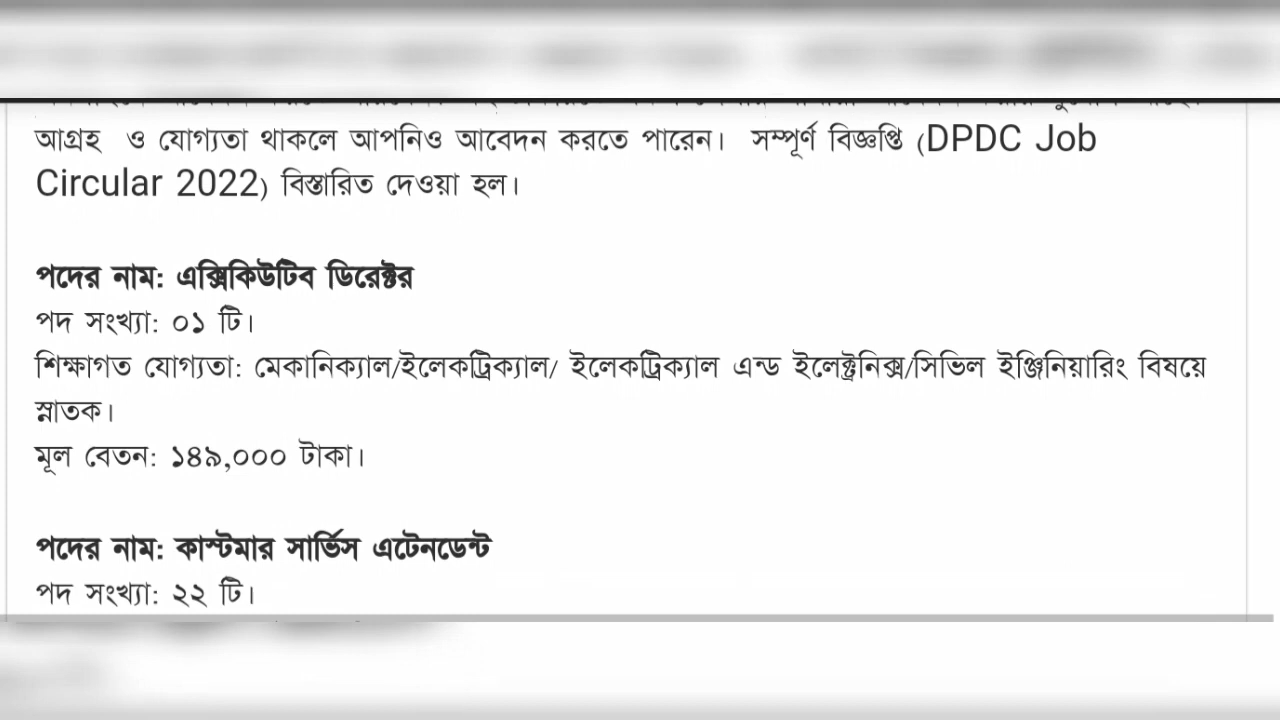 আগ্রহ ও যোগ্যতা থাকলে আপনিও আবেদন করতে পারেন। সম্পূর্ণ বিজ্ঞপ্তি (DPDC Job
Circular 2022) বিস্তারিত দেওয়া হল।
পদের নাম: এক্সিকিউটিব ডিরেক্টর
পদ সংখ্যা: ০১ টি।
শিক্ষাগত যোগ্যতা: মেকানিক্যাল/ইলেকট্রিক্যাল/ ইলেকট্রিক্যাল এন্ড ইলেক্ট্রনিক্স/সিভিল ইঞ্জিনিয়ারিং বিষয়ে
স্নাতক।
মূল বেতন: ১৪৯,০০০ টাকা।
পদের নাম: কাস্টমার সার্ভিস এটেনডেন্ট
পদ সংখ্যা: ২২ টি।